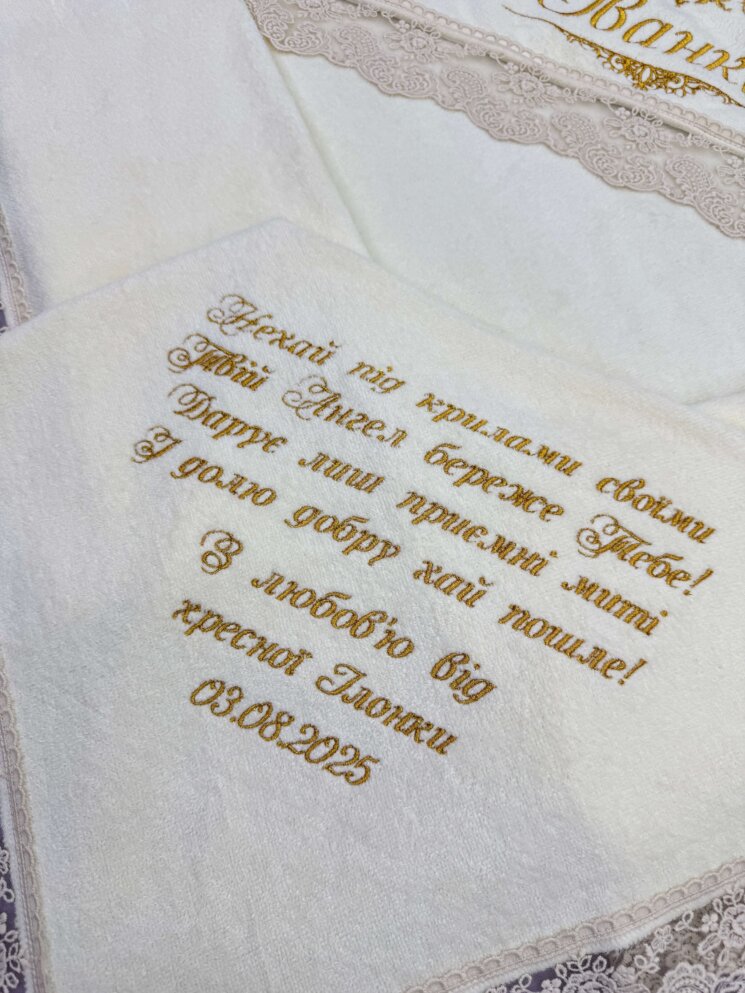 Нехай під крилами своїми
Твій Ангел береже Тебе!
Дарує лиш приємні миті
І долю добру хай пошле!
З любов'ю від
хресної Ілонки
03.08.2025